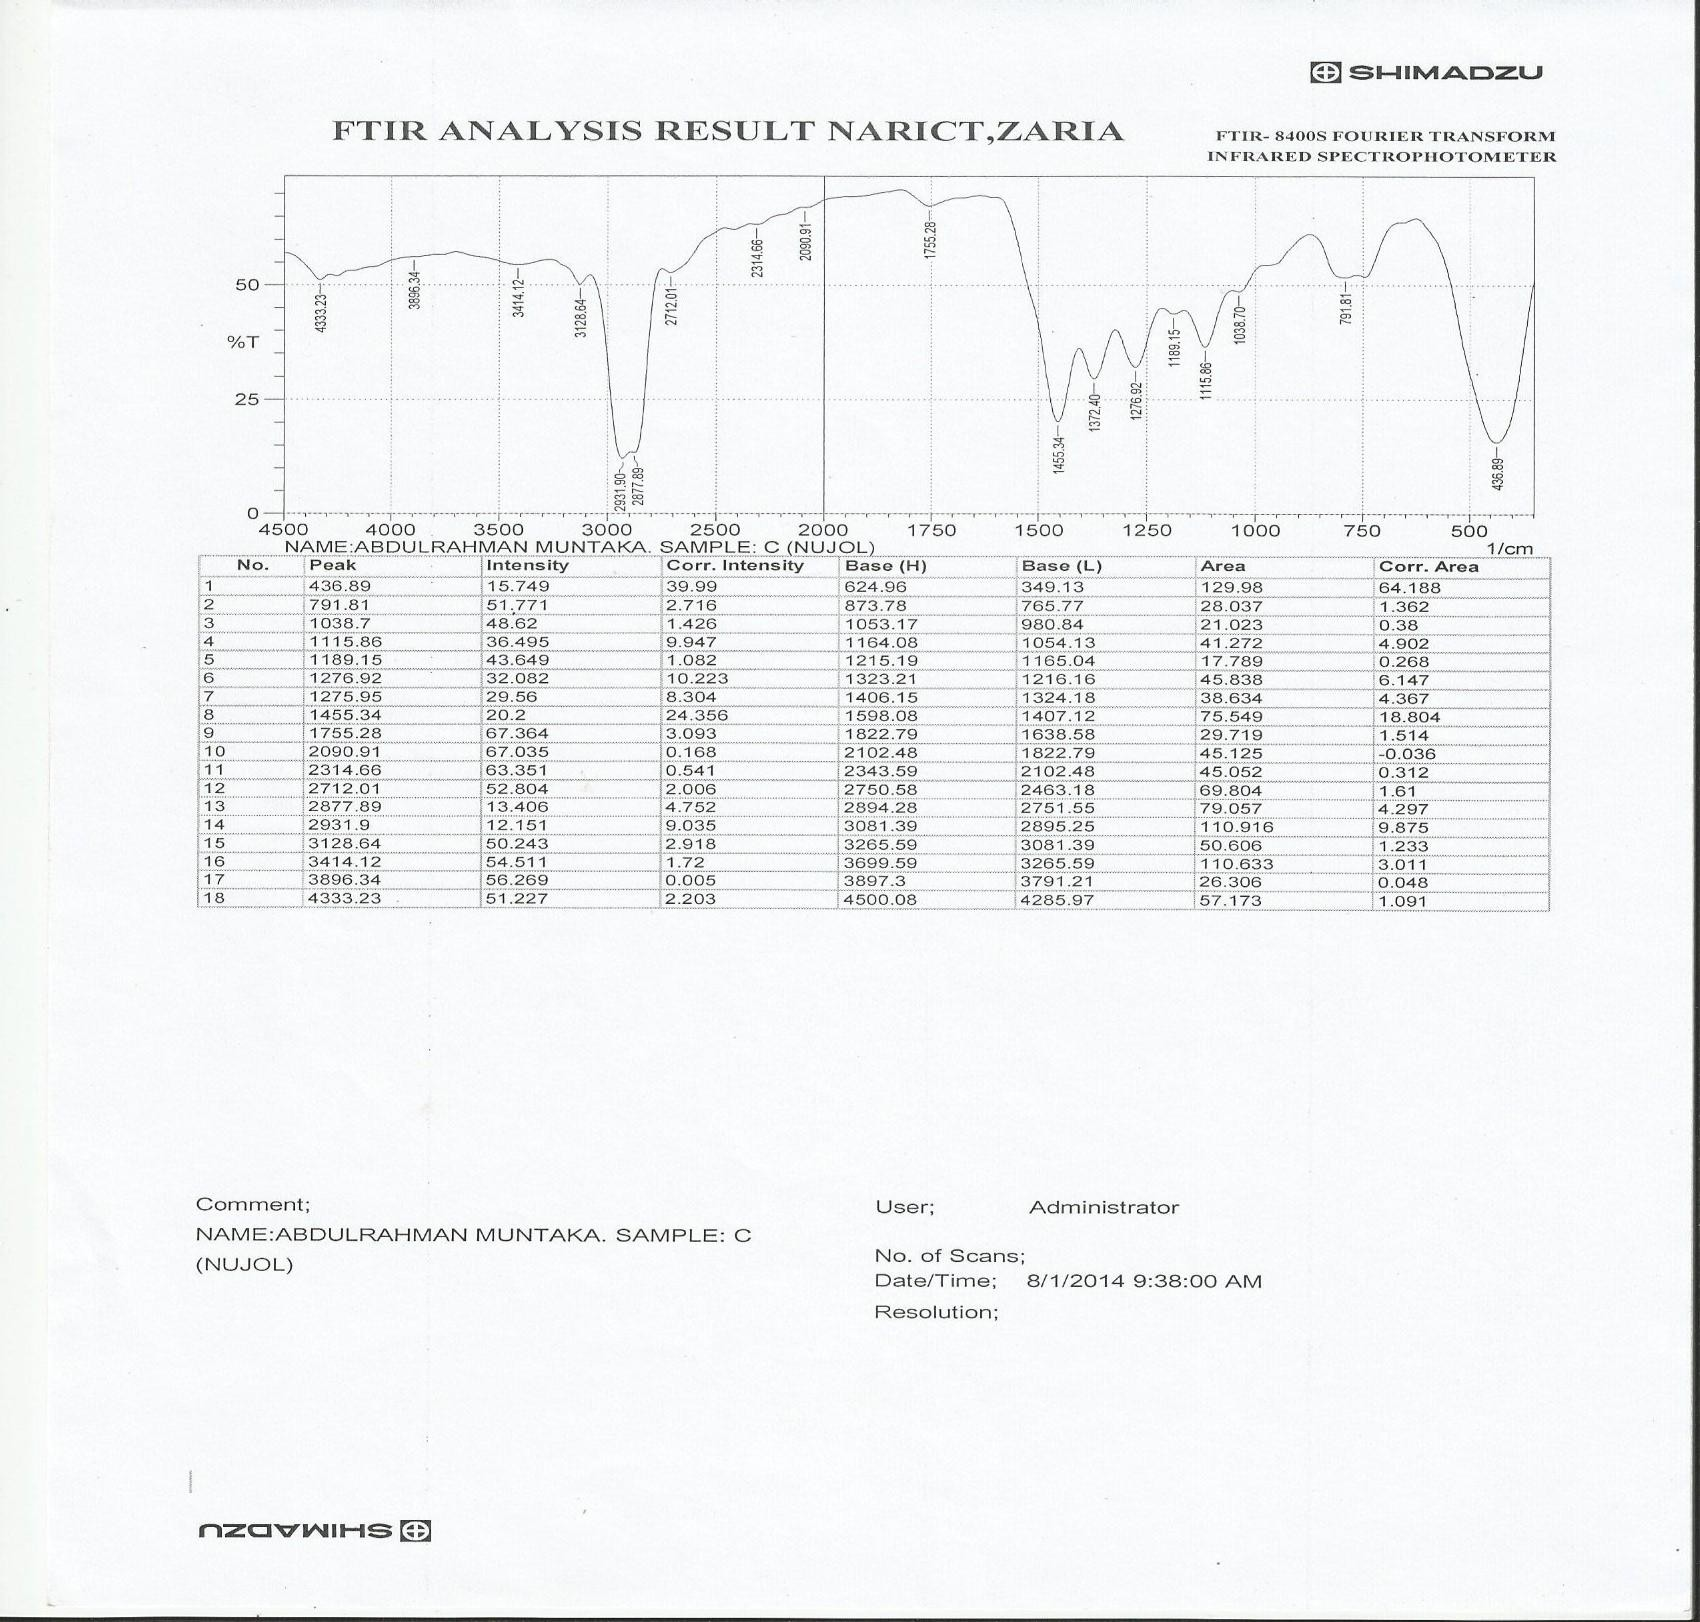 SHIMADZU
FTIR ANALYSIS RESULT NARICT,ZARIA
FTIR- 8400S FOURIER TRANSFORM
INFRARED SPECTROPHOTOMETER
50
%T
25
0
4333.23
3896.34
3414.12
3128.64
2931.90
2877.89
2712.01
2314.66
2090.91
1755.28
1455.34
1372.40
1276.92
1189.15
1115.86
1038.70
791.81
436.89
4500 4000 3500 3000 2500 2000 1750 1500 1250 1000 750 500
1/cm
NAME:ABDULRAHMAN MUNTAKA. SAMPLE: C (NUJOL)
No. Peak Intensity Corr. Intensity Base (H) Base (L) Area Corr. Area
1 436.89 15.749 39.99 624.96 349.13 129.98 64.188
2 791.81 51.771 2.716 873.78 765.77 28.037 1.362
3 1038.7 48.62 1.426 1053.17 980.84 21.023 0.38
4 1115.86 36.495 9.947 1164.08 1054.13 41.272 4.902
5 1189.15 43.649 1.082 1215.19 1165.04 17.789 0.268
6 1276.92 32.082 10.223 1323.21 1216.16 45.838 6.147
7 1275.95 29.56 8.304 1406.15 1324.18 38.634 4.367
8 1455.34 20.2 24.356 1598.08 1407.12 75.549 18.804
9 1755.28 67.364 3.093 1822.79 1638.58 29.719 1.514
10 2090.91 67.035 0.168 2102.48 1822.79 45.125 -0.036
11 2314.66 63.351 0.541 2343.59 2102.48 45.052 0.312
12 2712.01 52.804 2.006 2750.58 2463.18 69.804 1.61
13 2877.89 13.406 4.752 2894.28 2751.55 79.057 4.297
14 2931.9 12.151 9.035 3081.39 2895.25 110.916 9.875
15 3128.64 50.243 2.918 3265.59 3081.39 50.606 1.233
16 3414.12 54.511 1.72 3699.59 3265.59 110.633 3.011
17 3896.34 56.269 0.005 3897.3 3791.21 26.306 0.048
18 4333.23 51.227 2.203 4500.08 4285.97 57.173 1.091
Comment;
NAME:ABDULRAHMAN MUNTAKA. SAMPLE: C
(NUJOL)
User; Administrator
No. of Scans;
Date/Time; 8/1/2014 9:38:00 AM
Resolution;
SHIMADZU